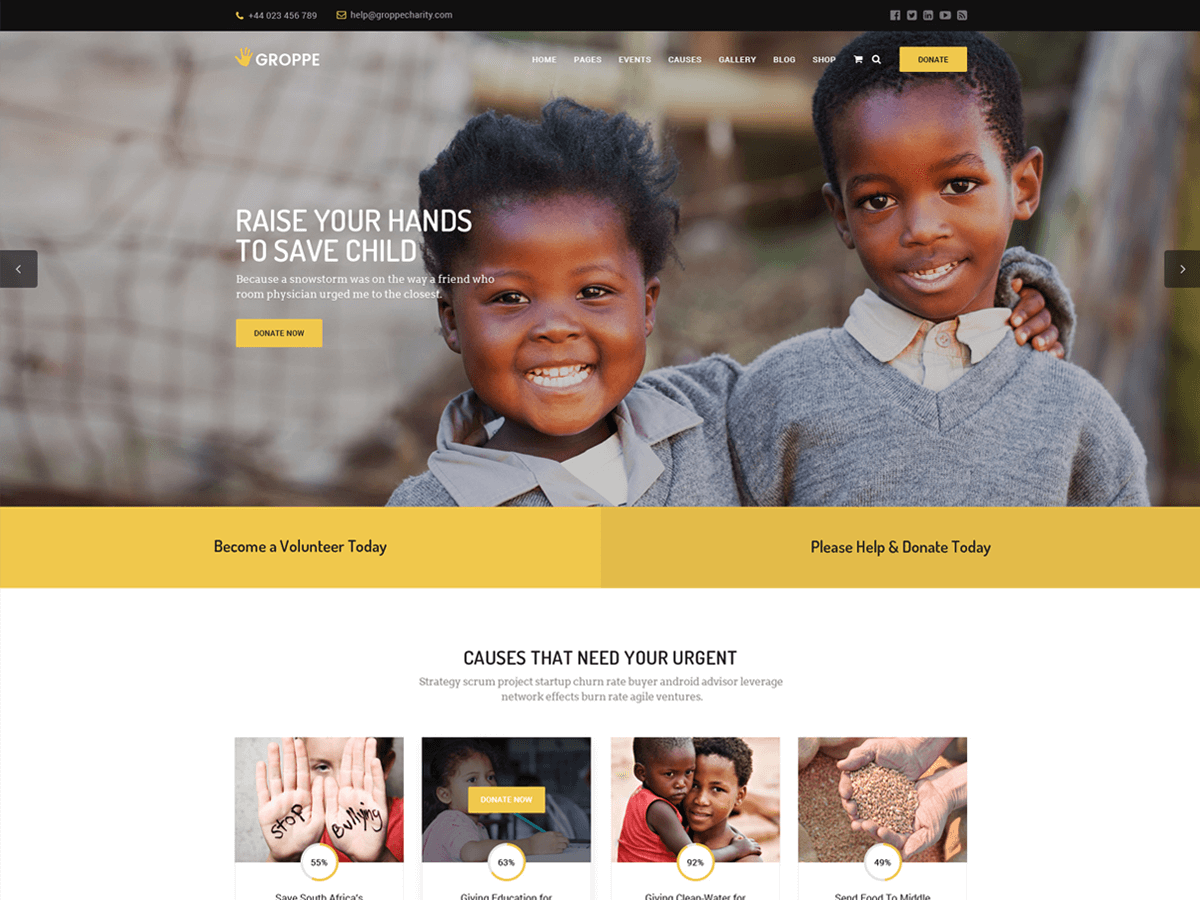 +44 023 456 789
help@groppecharity.com
GROPPE
HOME PAGES EVENTS CAUSES GALLERY BLOG SHOP
DONATE
RAISE YOUR HANDS
TO SAVE CHILD
Because a snowstorm was on the way a friend who
room physician urged me to the closest.
DONATE NOW
Become a Volunteer Today
Please Help & Donate Today
CAUSES THAT NEED YOUR URGENT
Strategy scrum project startup churn rate buyer android advisor leverage
network effects burn rate agile ventures.
stop Bullying
DONATE NOW
55%
63%
92%
49%
Save South Africa's
Giving Education for
Giving Clean-Water for
Send Food To Middle